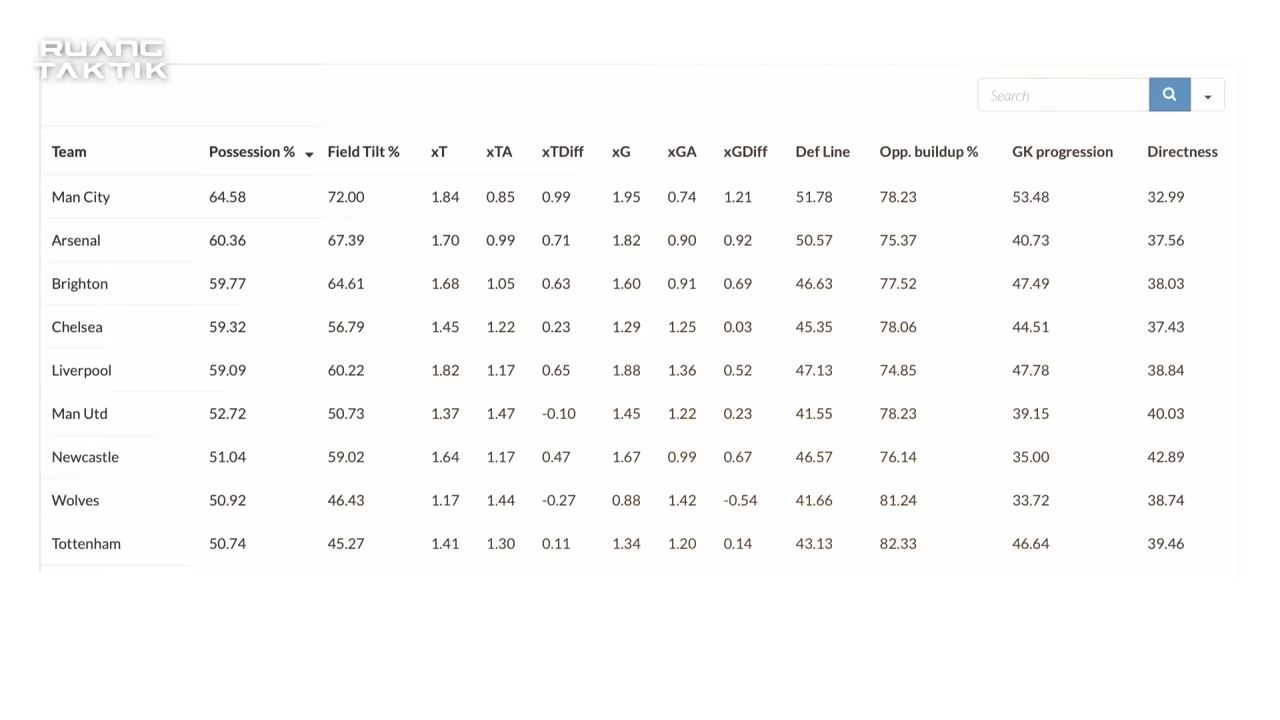 RUANG
TAKTIK
Search
Team Possession % Field Tilt % xT xTA xTDiff xG xGA xGDiff Def Line Opp. buildup % GK progression Directness
Man City 64.58 72.00 1.84 0.85 0.99 1.95 0.74 1.21 51.78 78.23 53.48 32.99
Arsenal 60.36 67.39 1.70 0.99 0.71 1.82 0.90 0.92 50.57 75.37 40.73 37.56
Brighton 59.77 64.61 1.68 1.05 0.63 1.60 0.91 0.69 46.63 77.52 47.49 38.03
Chelsea 59.32 56.79 1.45 1.22 0.23 1.29 1.25 0.03 45.35 78.06 44.51 37.43
Liverpool 59.09 60.22 1.82 1.17 0.65 1.88 1.36 0.52 47.13 74.85 47.78 38.84
Man Utd 52.72 50.73 1.37 1.47 -0.10 1.45 1.22 0.23 41.55 78.23 39.15 40.03
Newcastle 51.04 59.02 1.64 1.17 0.47 1.67 0.99 0.67 46.57 76.14 35.00 42.89
Wolves 50.92 46.43 1.17 1.44 -0.27 0.88 1.42 -0.54 41.66 81.24 33.72 38.74
Tottenham 50.74 45.27 1.41 1.30 0.11 1.34 1.20 0.14 43.13 82.33 46.64 39.46